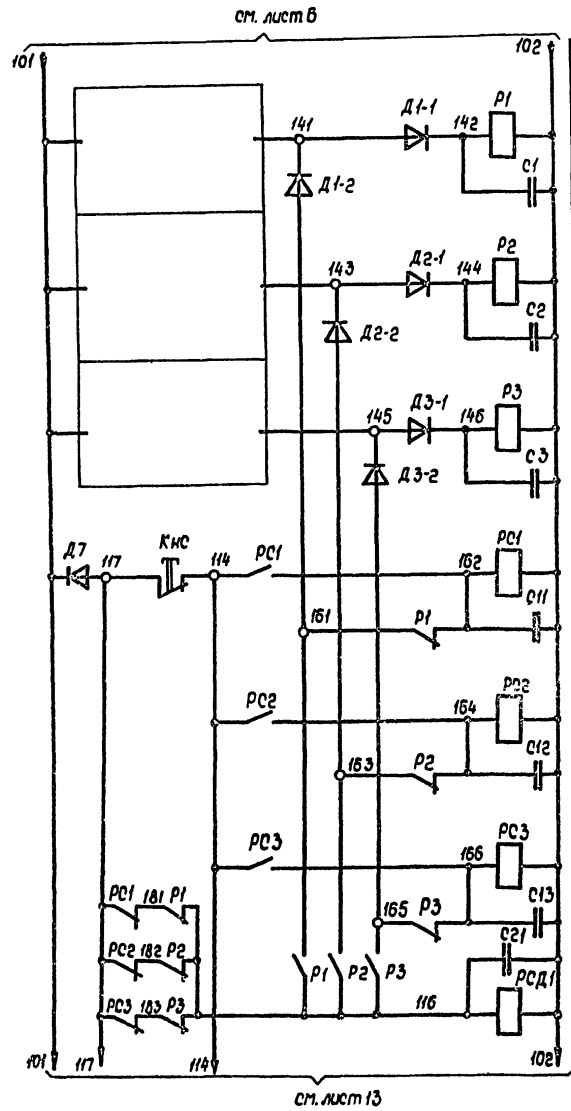 см. лист 8
101
102
141
Д1-1
142
Р1
Д1-2
С1
143
Д2-1
144
Р2
Д2-2
С2
145
Д3-1
146
Р3
Д3-2
С3
Д7
117
КнС
114
РС1
162
РС1
161
Р1
С11
РС2
164
РС2
163
Р2
С12
РС3
166
РС3
165
Р3
С13
РС1
181
Р1
С21
РС2
182
Р2
Р1
Р2
Р3
РСД1
РС3
183
Р3
116
101
117
114
102
см. лист 13